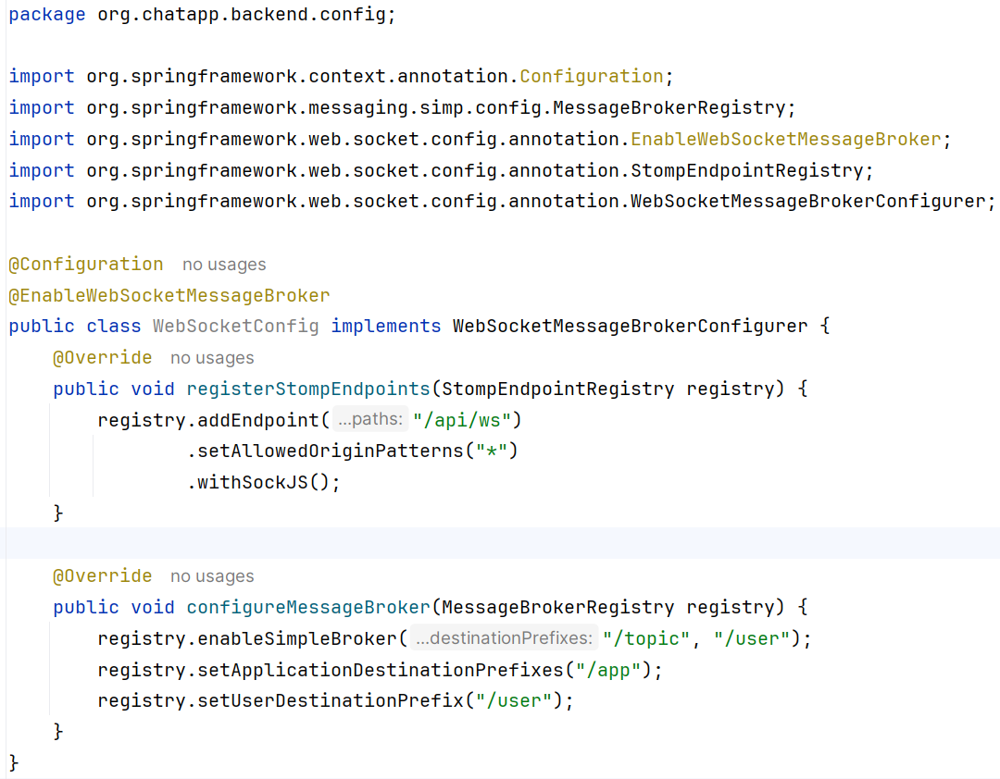 package org.chatapp.backend.config;
import org.springframework.context.annotation.Configuration;
import org.springframework.messaging.simp.config.MessageBrokerRegistry;
import org.springframework.web.socket.config.annotation.EnableWebSocketMessageBroker;
import org.springframework.web.socket.config.annotation.StompEndpointRegistry;
import org.springframework.web.socket.config.annotation.WebSocketMessageBrokerConfigurer;
@Configuration no usages
@EnableWebSocketMessageBroker
public class WebSocketConfig implements WebSocketMessageBrokerConfigurer {
    @Override no usages
    public void registerStompEndpoints(StompEndpointRegistry registry) {
        registry.addEndpoint( ...paths: "/api/ws")
                .setAllowedOriginPatterns("*")
                .withSockJS();
    }
    @Override no usages
    public void configureMessageBroker(MessageBrokerRegistry registry) {
        registry.enableSimpleBroker( ...destinationPrefixes: "/topic", "/user");
        registry.setApplicationDestinationPrefixes("/app");
        registry.setUserDestinationPrefix("/user");
    }
}